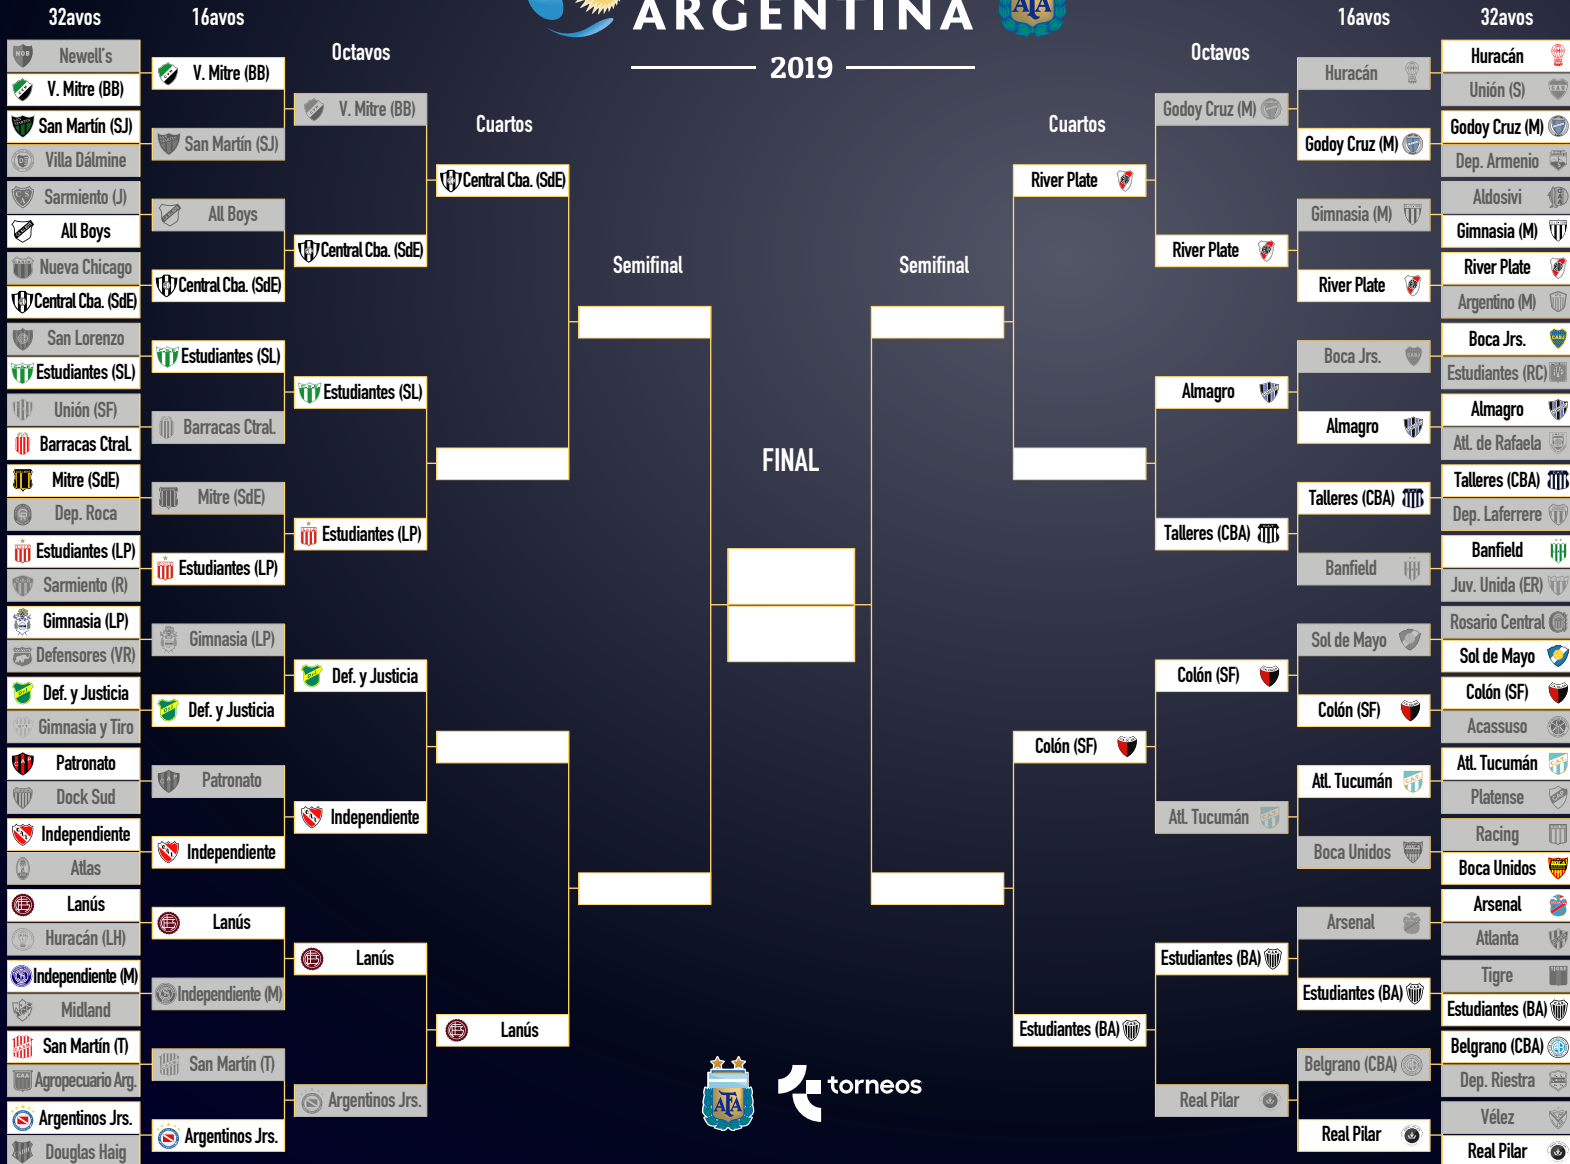 ARGENTINA
AFA
2019
32avos
16avos
Octavos
Cuartos
Semifinal
FINAL
Semifinal
Cuartos
Octavos
16avos
32avos
Newell's
V. Mitre (BB)
San Martín (SJ)
Villa Dálmine
Sarmiento (J)
All Boys
Nueva Chicago
Central Cba. (SdE)
San Lorenzo
Estudiantes (SL)
Unión (SF)
Barracas Ctral.
Mitre (SdE)
Dep. Roca
Estudiantes (LP)
Sarmiento (R)
Gimnasia (LP)
Defensores (VR)
Def. y Justicia
Gimnasia y Tiro
Patronato
Dock Sud
Independiente
Atlas
Lanús
Huracán (LH)
Independiente (M)
Midland
San Martín (T)
Agropecuario Arg.
Argentinos Jrs.
Douglas Haig
V. Mitre (BB)
San Martín (SJ)
All Boys
Central Cba. (SdE)
Estudiantes (SL)
Barracas Ctral.
Mitre (SdE)
Estudiantes (LP)
Gimnasia (LP)
Def. y Justicia
Patronato
Independiente
Lanús
Independiente (M)
San Martín (T)
Argentinos Jrs.
V. Mitre (BB)
Central Cba. (SdE)
Estudiantes (SL)
Estudiantes (LP)
Def. y Justicia
Independiente
Lanús
Argentinos Jrs.
Central Cba. (SdE)
Lanús
River Plate
Colón (SF)
Estudiantes (BA)
Godoy Cruz (M)
River Plate
Almagro
Talleres (CBA)
Colón (SF)
Atl. Tucumán
Estudiantes (BA)
Real Pilar
Huracán
Godoy Cruz (M)
Gimnasia (M)
River Plate
Boca Jrs.
Almagro
Talleres (CBA)
Banfield
Sol de Mayo
Colón (SF)
Atl. Tucumán
Boca Unidos
Arsenal
Estudiantes (BA)
Belgrano (CBA)
Real Pilar
Huracán
Unión (S)
Godoy Cruz (M)
Dep. Armenio
Aldosivi
Gimnasia (M)
River Plate
Argentino (M)
Boca Jrs.
Estudiantes (RC)
Almagro
Atl. de Rafaela
Talleres (CBA)
Dep. Laferrere
Banfield
Juv. Unida (ER)
Rosario Central
Sol de Mayo
Colón (SF)
Acassuso
Atl. Tucumán
Platense
Racing
Boca Unidos
Arsenal
Atlanta
Tigre
Estudiantes (BA)
Belgrano (CBA)
Dep. Riestra
Vélez
Real Pilar
AFA
torneos